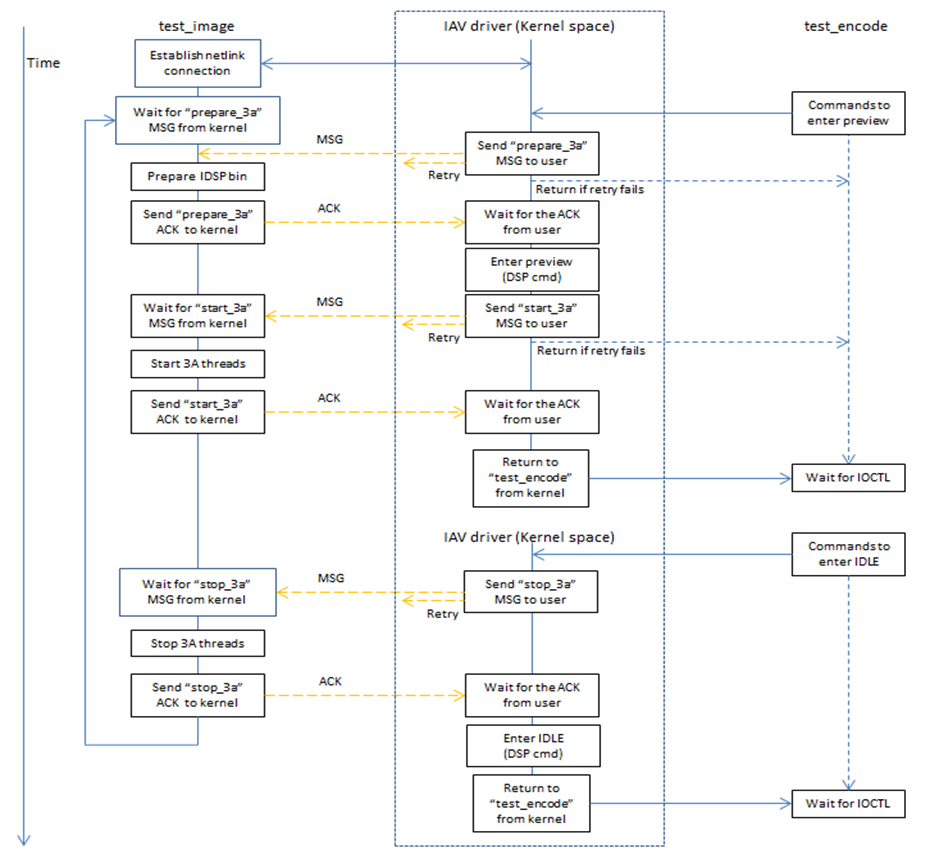 test_image
IAV driver (Kernel space)
test_encode
Time
Establish netlink
connection
Wait for “prepare_3a”
MSG from kernel
Commands to
enter preview
MSG
Send “prepare_3a”
MSG to user
Retry
Prepare IDSP bin
Return if retry fails
Send “prepare_3a”
ACK to kernel
ACK
Wait for the ACK
from user
Enter preview
(DSP cmd)
Wait for “start_3a”
MSG from kernel
MSG
Send “start_3a”
MSG to user
Retry
Return if retry fails
Start 3A threads
Send “start_3a”
ACK to kernel
ACK
Wait for the ACK
from user
Return to
“test_encode”
from kernel
Wait for IOCTL
IAV driver (Kernel space)
Commands to
enter IDLE
Wait for “stop_3a”
MSG from kernel
MSG
Send “stop_3a”
MSG to user
Retry
Stop 3A threads
Send “stop_3a”
ACK to kernel
ACK
Wait for the ACK
from user
Enter IDLE
(DSP cmd)
Return to
“test_encode”
from kernel
Wait for IOCTL